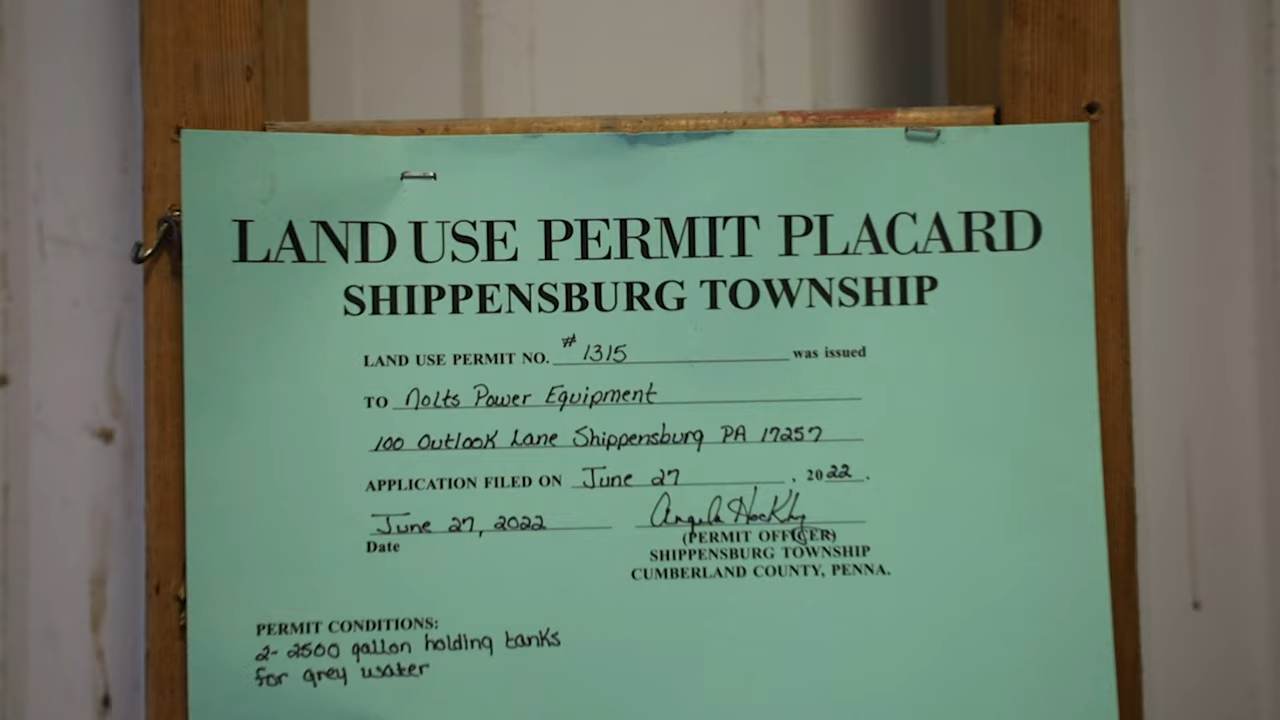 LAND USE PERMIT PLACARD
SHIPPENSBURG TOWNSHIP
LAND USE PERMIT NO. #1315 was issued
TO Nolts Power Equipment
100 Outlook Lane Shippensburg PA 17257
APPLICATION FILED ON June 27, 2022.
June 27, 2022 Angela Hockley
Date (PERMIT OFFICER)
SHIPPENSBURG TOWNSHIP
CUMBERLAND COUNTY, PENNA.
PERMIT CONDITIONS:
2- 2500 gallon holding tanks
for grey water